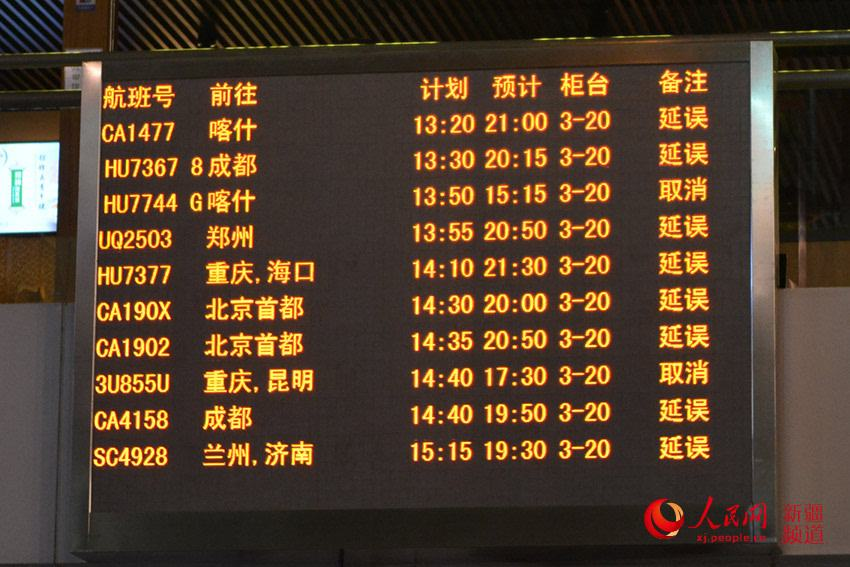 航班号 前往 计划 预计 柜台 备注
CA1477 喀什 13:20 21:00 3-20 延误
HU7367 8 成都 13:30 20:15 3-20 延误
HU7744 G 喀什 13:50 15:15 3-20 取消
UQ2503 郑州 13:55 20:50 3-20 延误
HU7377 重庆,海口 14:10 21:30 3-20 延误
CA190X 北京首都 14:30 20:00 3-20 延误
CA1902 北京首都 14:35 20:50 3-20 延误
3U855U 重庆,昆明 14:40 17:30 3-20 取消
CA4158 成都 14:40 19:50 3-20 延误
SC4928 兰州,济南 15:15 19:30 3-20 延误
人民网 新疆频道
xj.people.cn